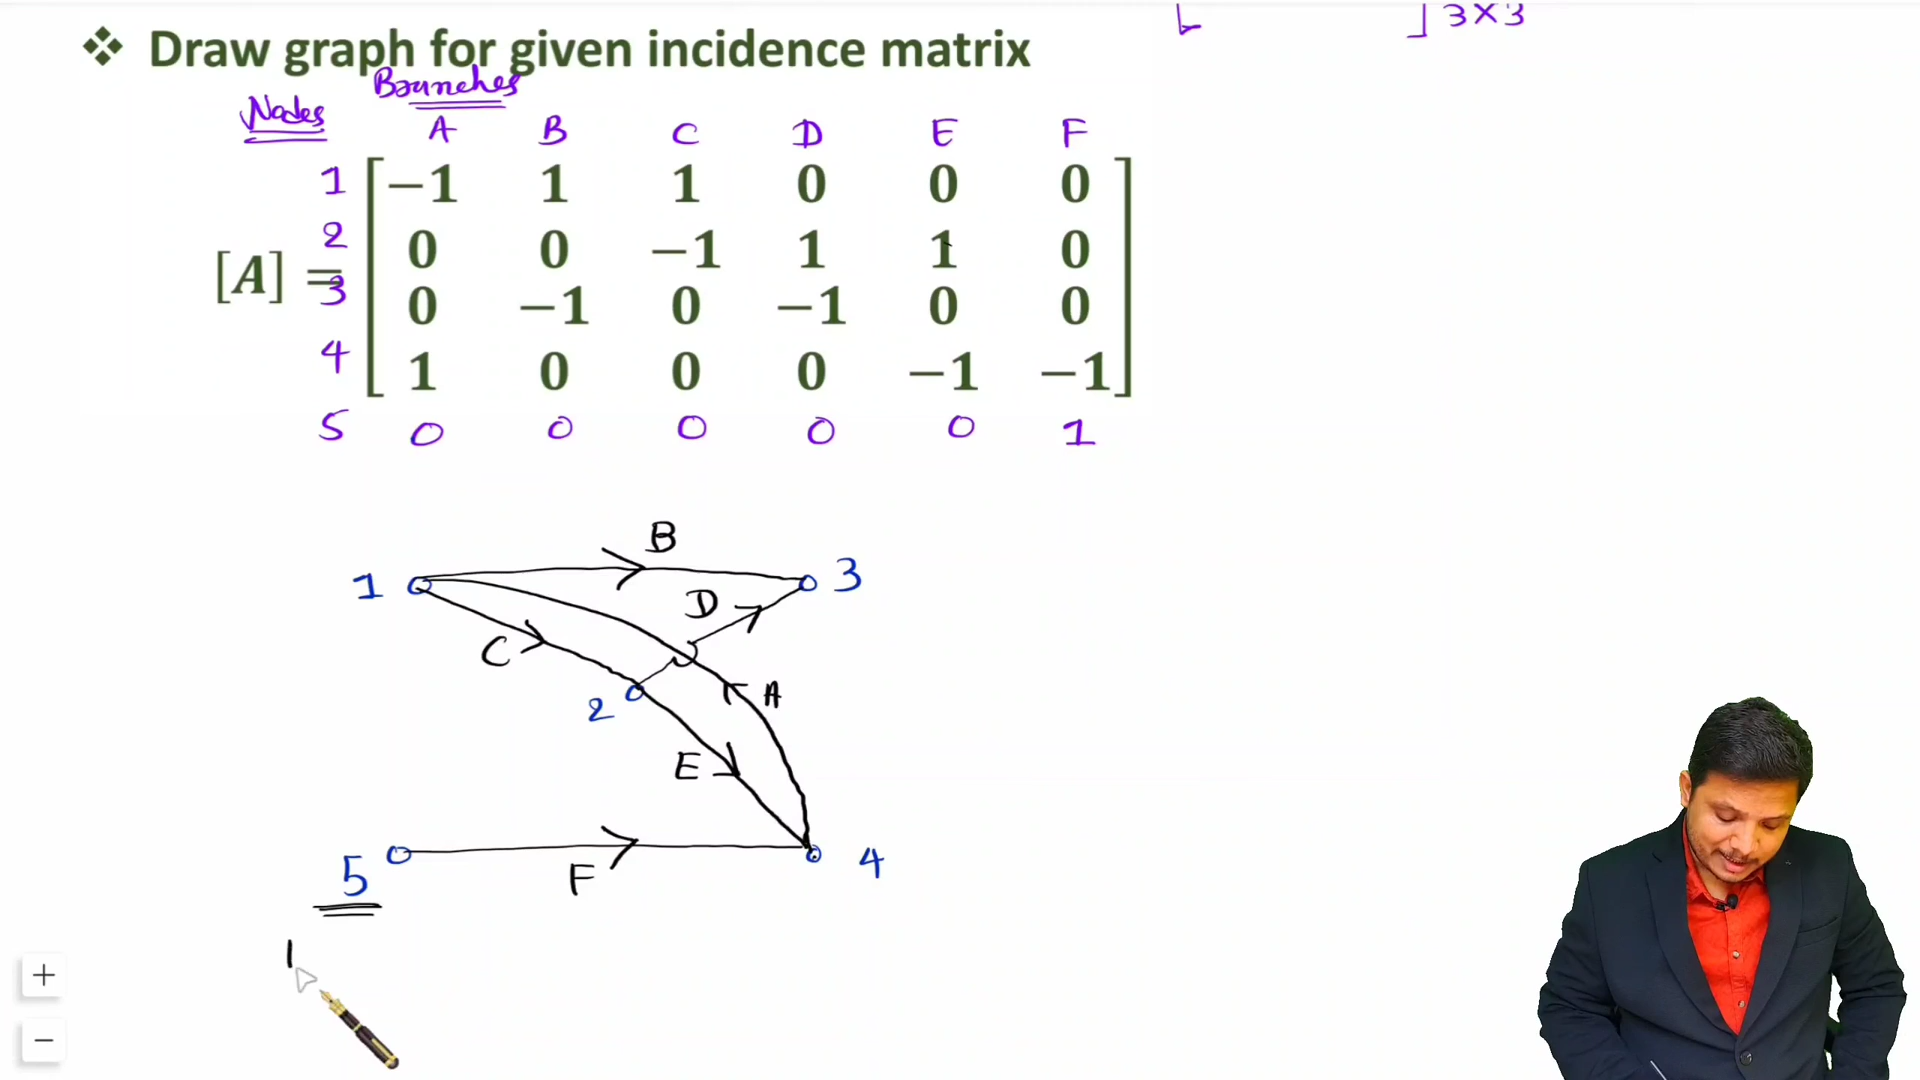 [ ] 3×3
❖ Draw graph for given incidence matrix
Branches
Nodes
A B C D E F
1 −1 1 1 0 0 0
2 0 0 −1 1 1 0
[A] =
3 0 −1 0 −1 0 0
4 1 0 0 0 −1 −1
5 0 0 0 0 0 1
B
1 3
D
C
A
2
E
5 4
F
+
−